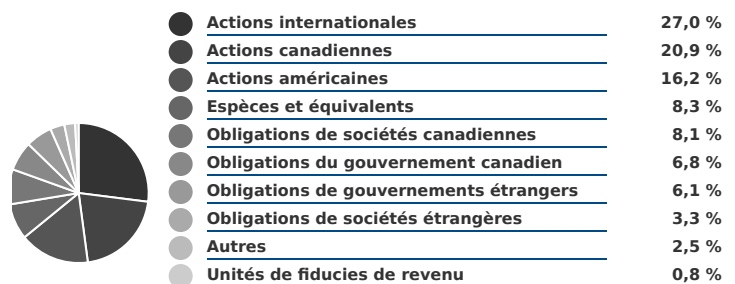 Actions internationales 27,0 %
Actions canadiennes 20,9 %
Actions américaines 16,2 %
Espèces et équivalents 8,3 %
Obligations de sociétés canadiennes 8,1 %
Obligations du gouvernement canadien 6,8 %
Obligations de gouvernements étrangers 6,1 %
Obligations de sociétés étrangères 3,3 %
Autres 2,5 %
Unités de fiducies de revenu 0,8 %